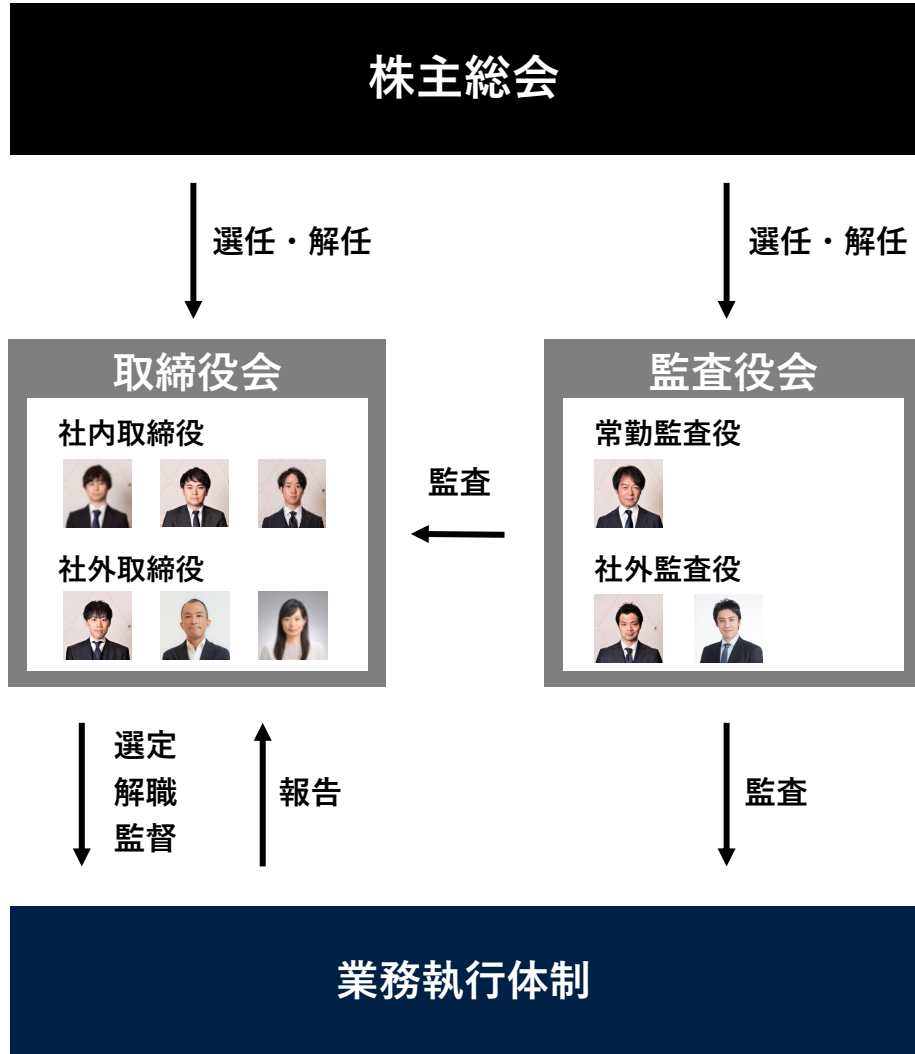 株主総会
選任・解任
選任・解任
取締役会
社内取締役
社外取締役
監査
監査役会
常勤監査役
社外監査役
選定
解職
監督
報告
監査
業務執行体制